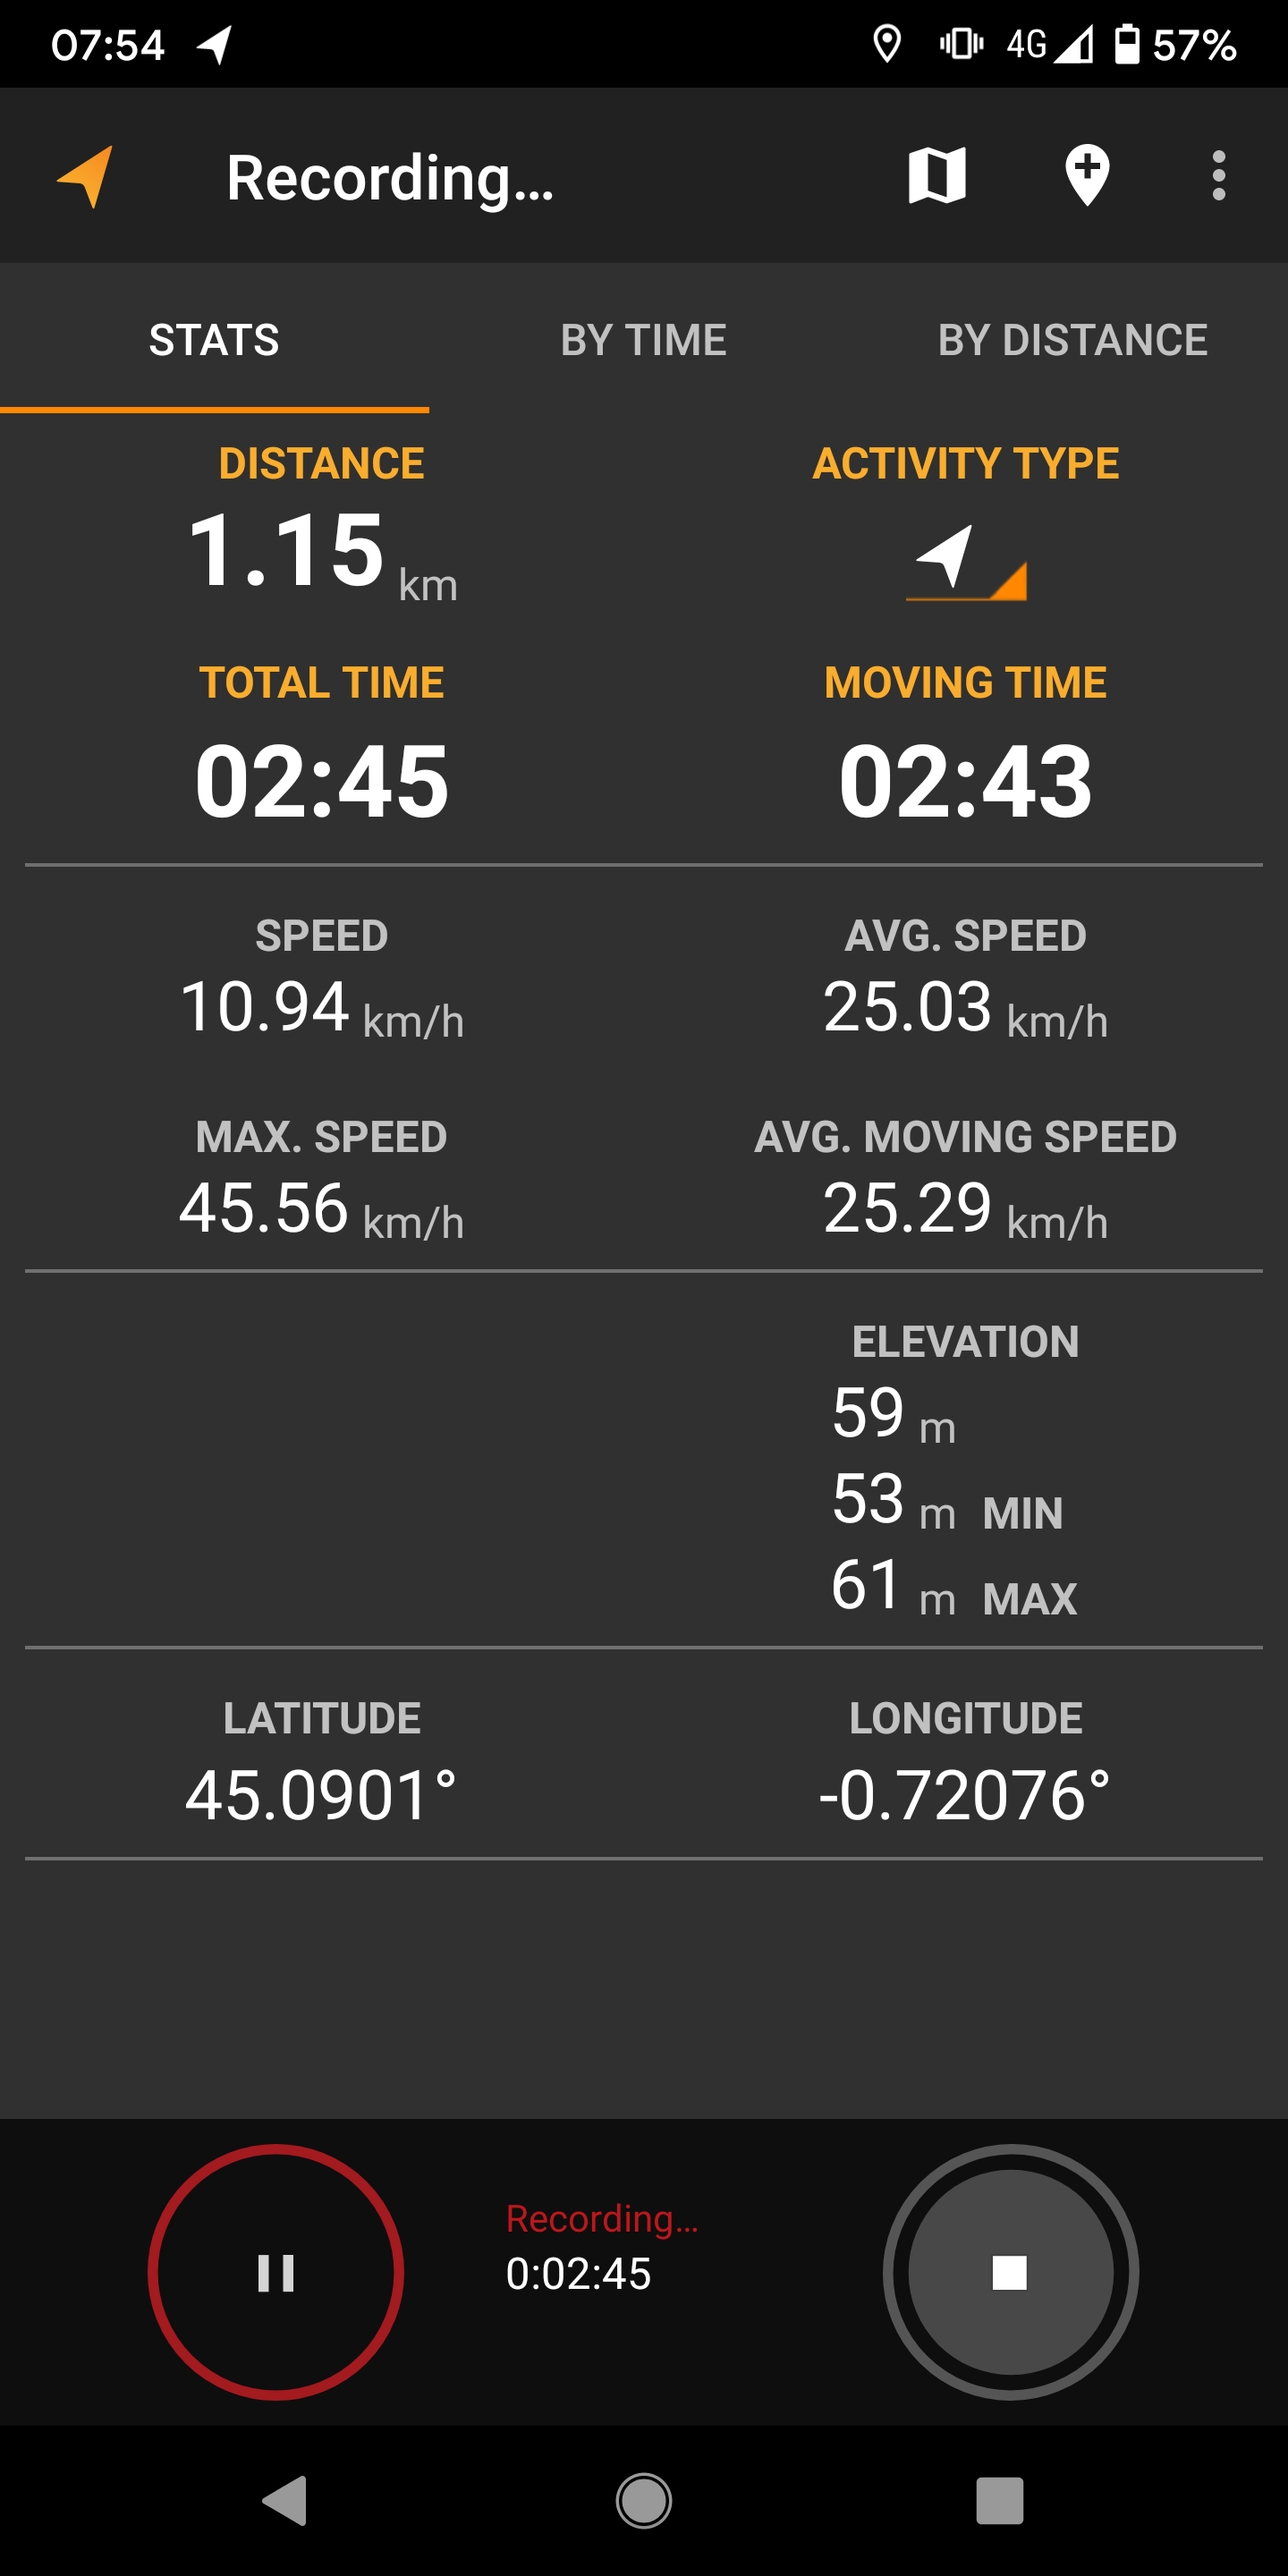 07:54 4G 57%
Recording...
STATS BY TIME BY DISTANCE
DISTANCE ACTIVITY TYPE
1.15 km
TOTAL TIME MOVING TIME
02:45 02:43
SPEED AVG. SPEED
10.94 km/h 25.03 km/h
MAX. SPEED AVG. MOVING SPEED
45.56 km/h 25.29 km/h
ELEVATION
59 m
53 m MIN
61 m MAX
LATITUDE LONGITUDE
45.0901° -0.72076°
Recording...
0:02:45